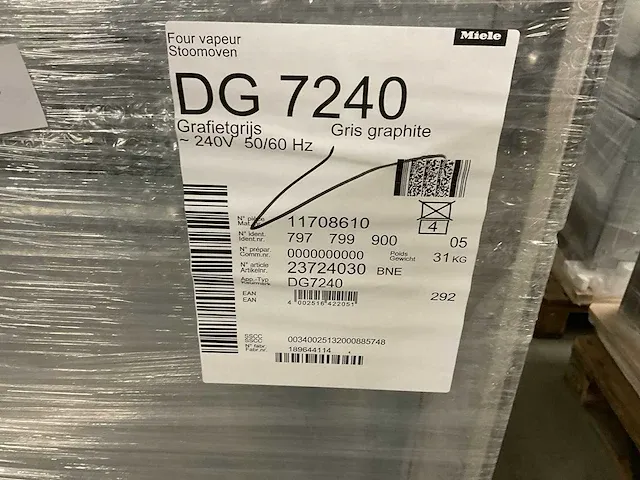 Four vapeur
Stoomoven
Miele
DG 7240
Grafietgrijs
Gris graphite
~ 240V 50/60 Hz
N° pièce
Mat. 11708610
4
N° ident.
Ident.nr. 797 799 900 05
N° prépar.
Comm.nr. 0000000000
Poids
Gewicht 31 KG
N° article
Artikelnr. 23724030 BNE
App.-Typ DG7240
EAN
EAN
4 002516 422051
292
SSCC
SSCC 00340025132000885748
N° fabr.
Fabr.nr. 189644114